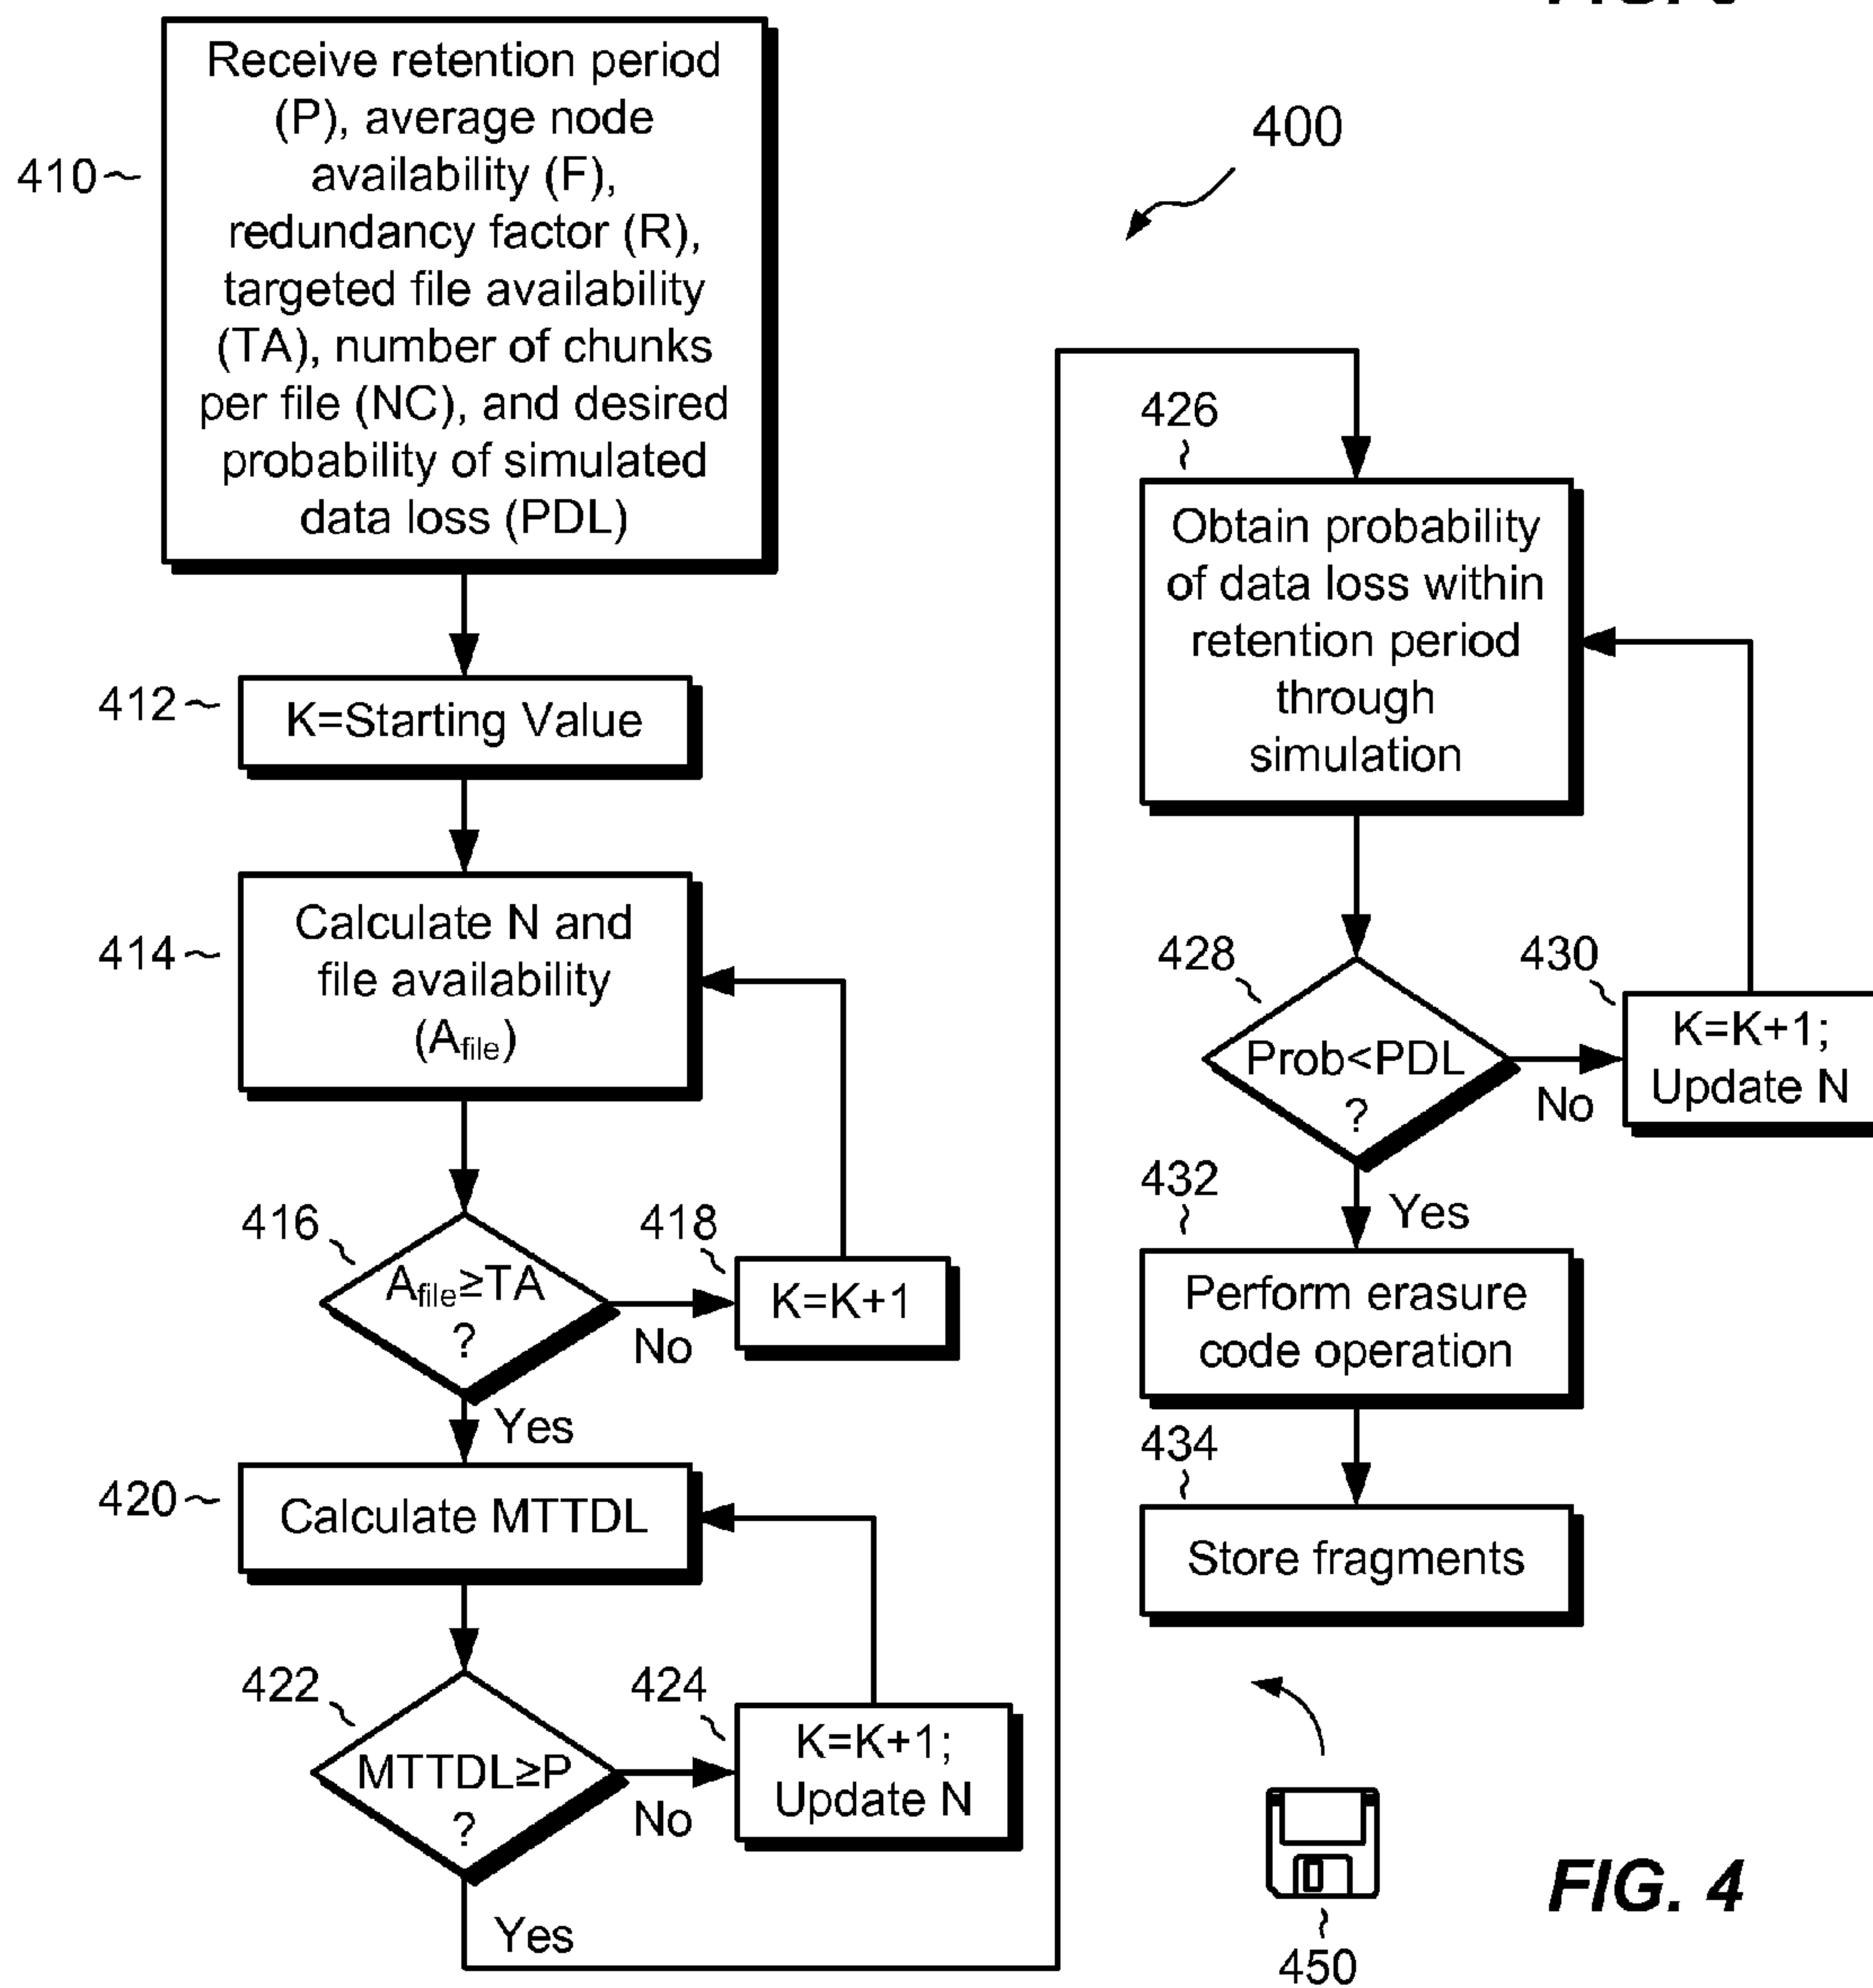 400
410
Receive retention period
(P), average node
availability (F),
redundancy factor (R),
targeted file availability
(TA), number of chunks
per file (NC), and desired
probability of simulated
data loss (PDL)
412
K=Starting Value
414
Calculate N and
file availability
(Afile)
416
Afile≥TA
?
No
418
K=K+1
Yes
420
Calculate MTTDL
422
MTTDL≥P
?
No
424
K=K+1;
Update N
Yes
426
Obtain probability
of data loss within
retention period
through
simulation
428
Prob<PDL
?
No
430
K=K+1;
Update N
Yes
432
Perform erasure
code operation
434
Store fragments
450
FIG. 4